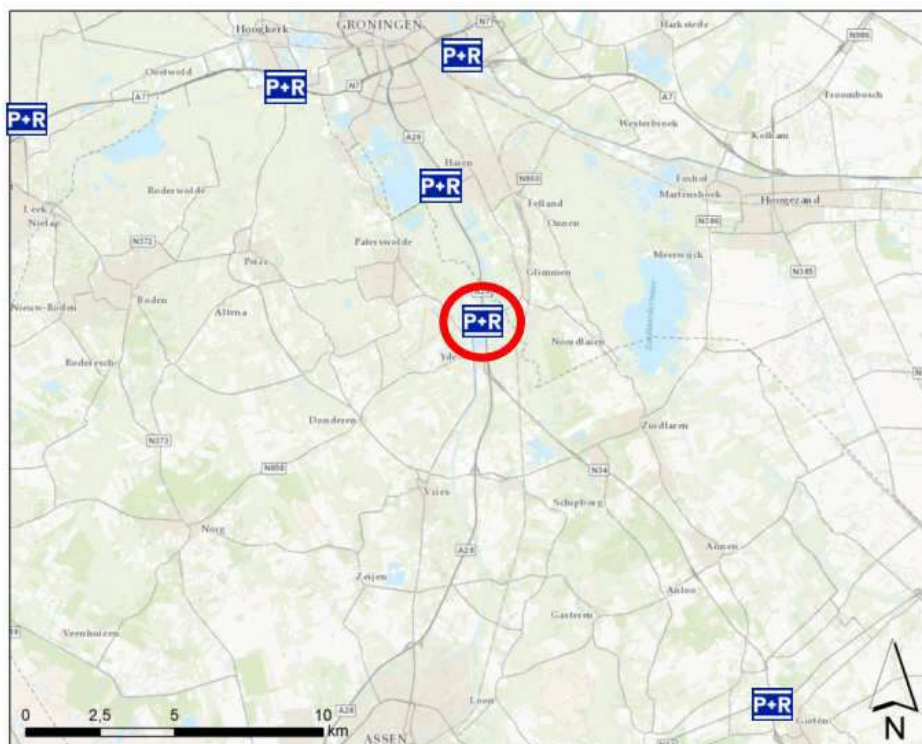 GRONINGEN
N7
Harkstede
Hoogkerk
P+R
N986
Oostwold
P+R
A7
N7
A7
Froombosch
P+R
Westerbroek
Kolham
A28
Haren
Roderwolde
P+R
N860
Foxhol
Martenshoek
Hoogezand
Leek
Nietap
Felland
Onnen
N386
N372
Paterswolde
Peize
Meerwijck
Glimmen
N385
Nieuw-Roden
Roden
Altena
P+R
Noordlaren
Zuidlaardermeer
Yde
Roderesch
Donderen
Zuidlaren
N373
N858
N34
Vries
Schipborg
Norg
A28
Annen
Zeijen
Anloo
Gasteren
Veenhuizen
Loon
P+R
Gieten
A28
ASSEN
0 2,5 5 10
km
N